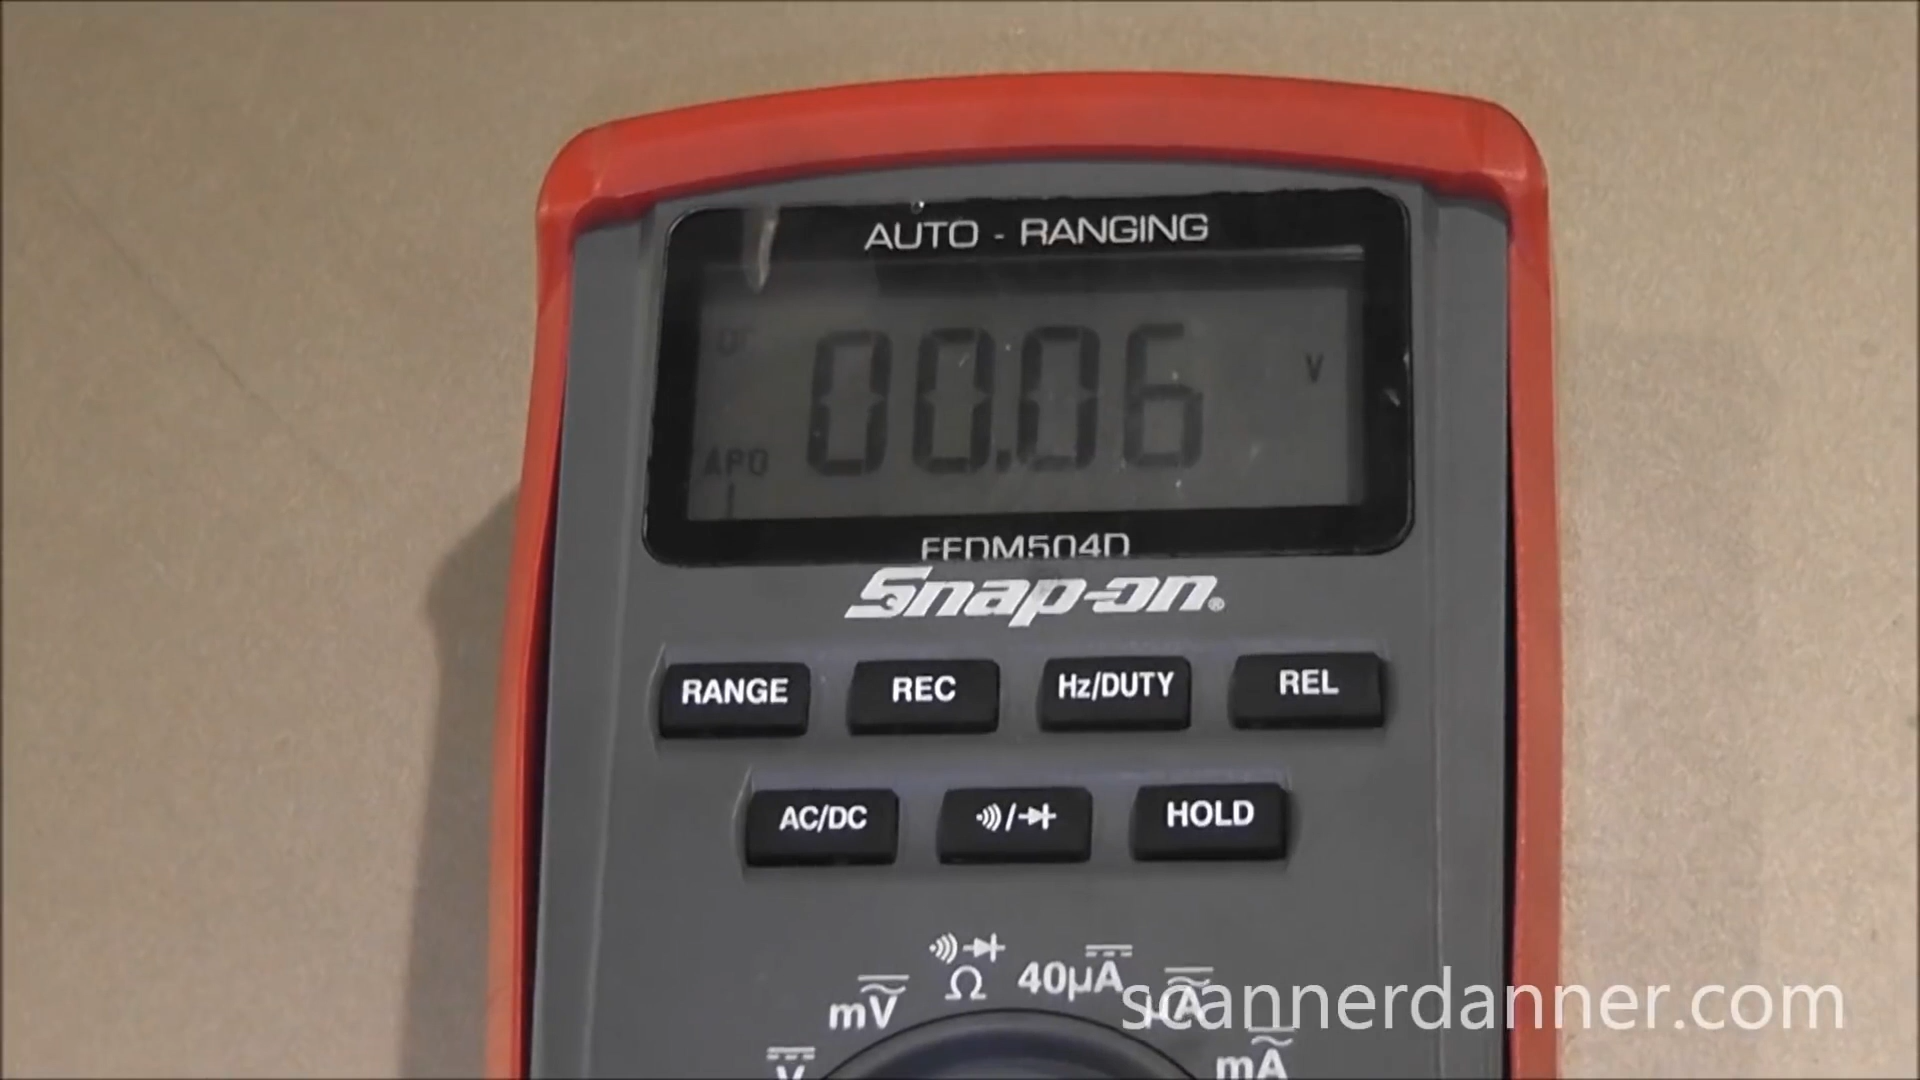 AUTO - RANGING
00.06 V
APO
EEDM504D
Snap-on®
RANGE REC Hz/DUTY REL
AC/DC HOLD
Ω 40µA
mV µA
V mA
scannerdanner.com